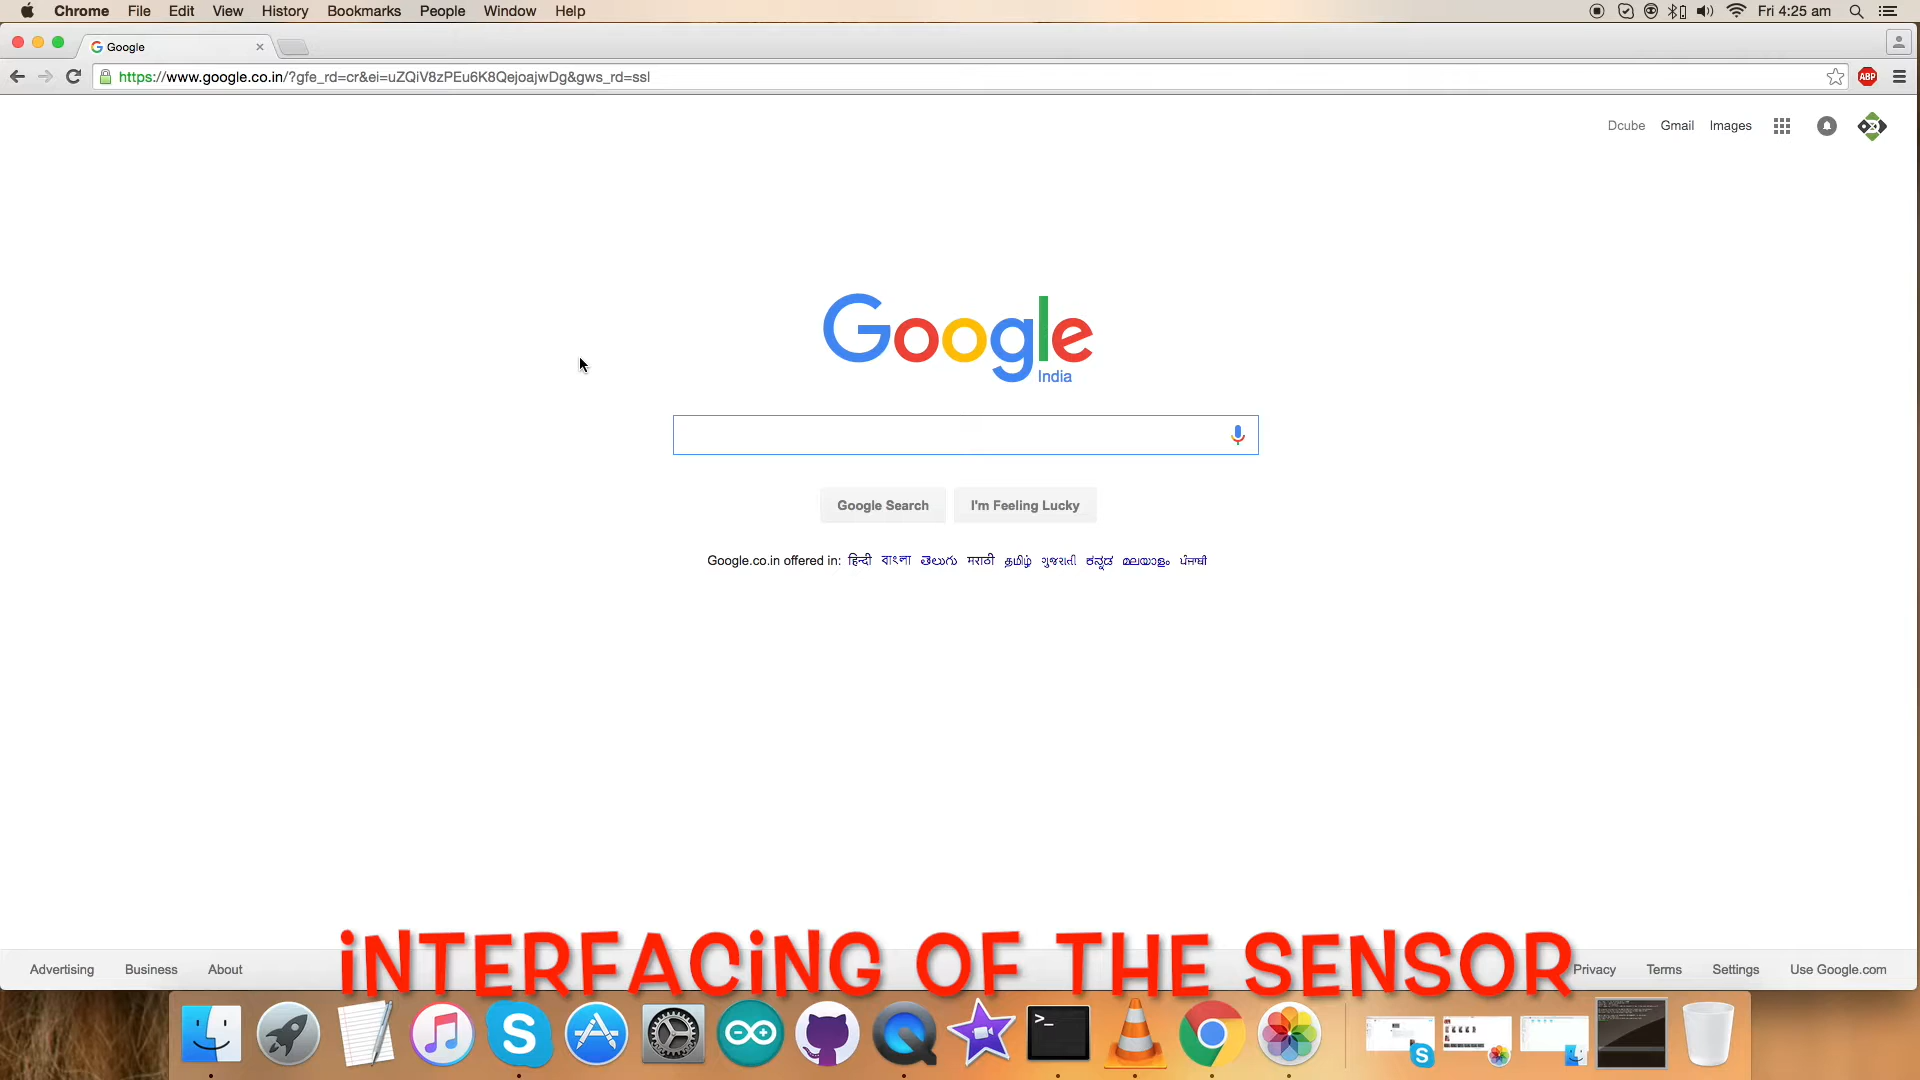 Chrome File Edit View History Bookmarks People Window Help Fri 4:25 am
Google
https://www.google.co.in/?gfe_rd=cr&ei=uZQiV8zPEu6K8QejoajwDg&gws_rd=ssl ABP
Dcube Gmail Images
Google
India
Google Search I'm Feeling Lucky
Google.co.in offered in: हिन्दी বাংলা తెలుగు मराठी தமிழ் ગુજરાતી ಕನ್ನಡ മലയാളം ਪੰਜਾਬੀ
iNTERFACiNG OF THE SENSOR
Advertising Business About Privacy Terms Settings Use Google.com